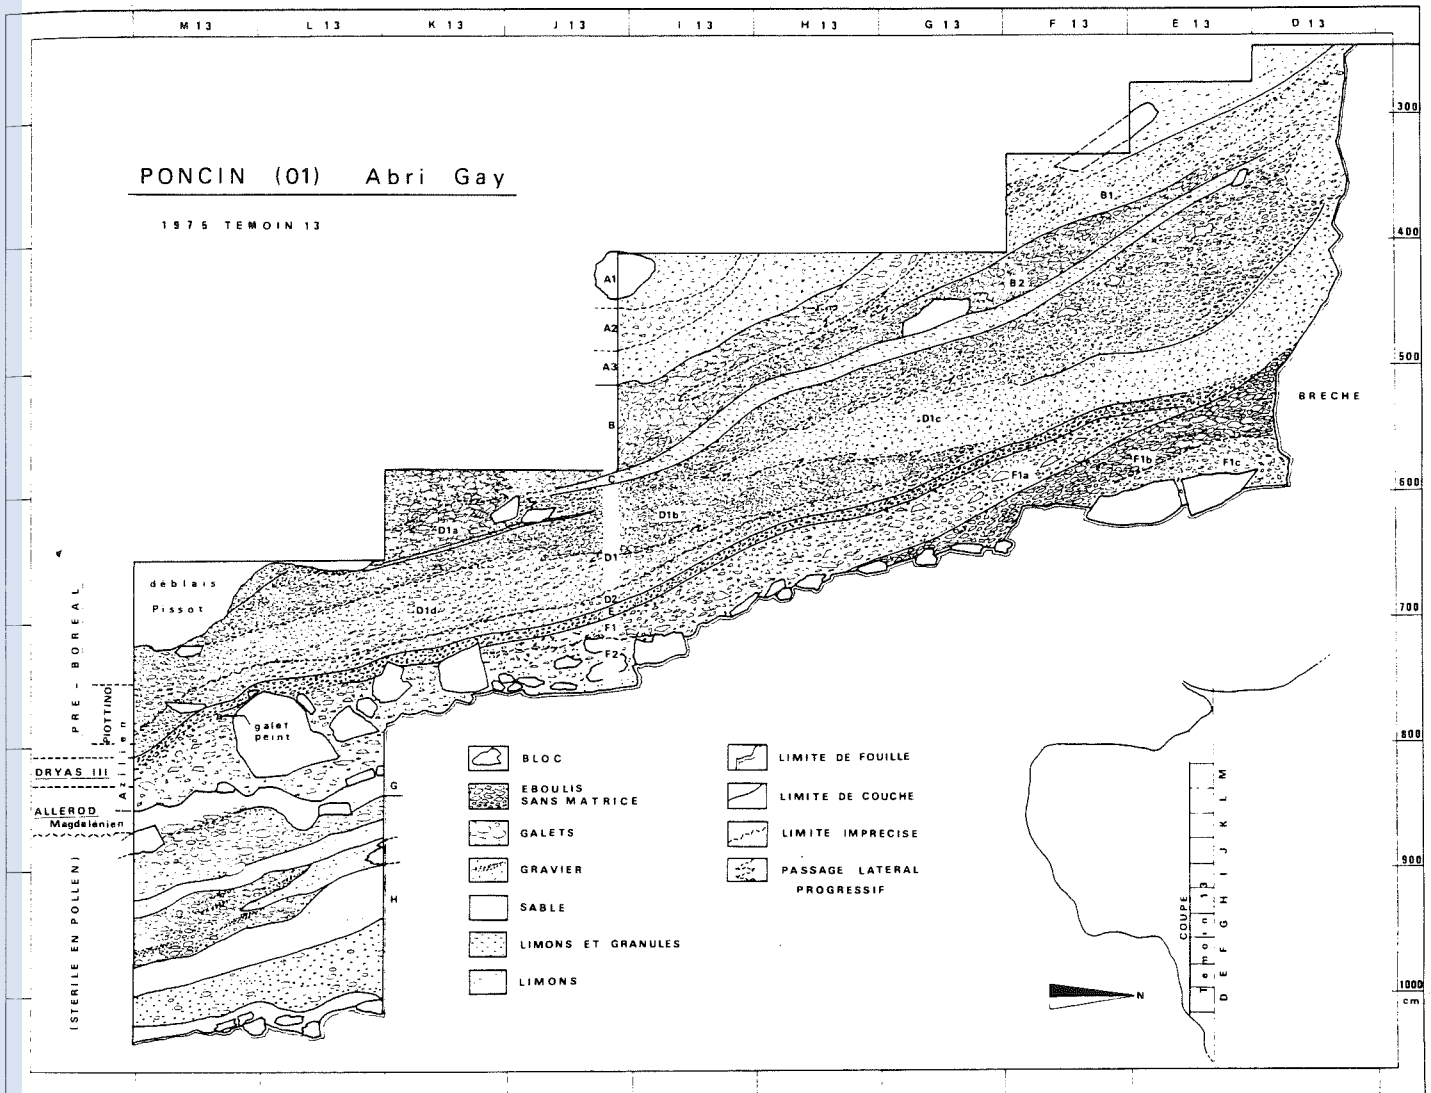 M 13 L 13 K 13 J 13 I 13 H 13 G 13 F 13 E 13 D 13
PONCIN (01) Abri Gay
1975 TEMOIN 13
300
400
500
600
700
800
900
1000
cm
A1
A2
A3
B
B1
B2
C
BRECHE
D1a
D1b
D1c
D1
D1d
D2
E
F1
F2
F1a
F1b
F1c
déblais
Pissot
galet
peint
G
H
PRE-BOREAL
PIOTTINO
Azilien
DRYAS III
ALLEROD
Magdalénien
(STERILE EN POLLEN)
BLOC
EBOULIS
SANS MATRICE
GALETS
GRAVIER
SABLE
LIMONS ET GRANULES
LIMONS
LIMITE DE FOUILLE
LIMITE DE COUCHE
LIMITE IMPRECISE
PASSAGE LATERAL
PROGRESSIF
COUPE
Temoin 13
D E F G H I J K L M
N